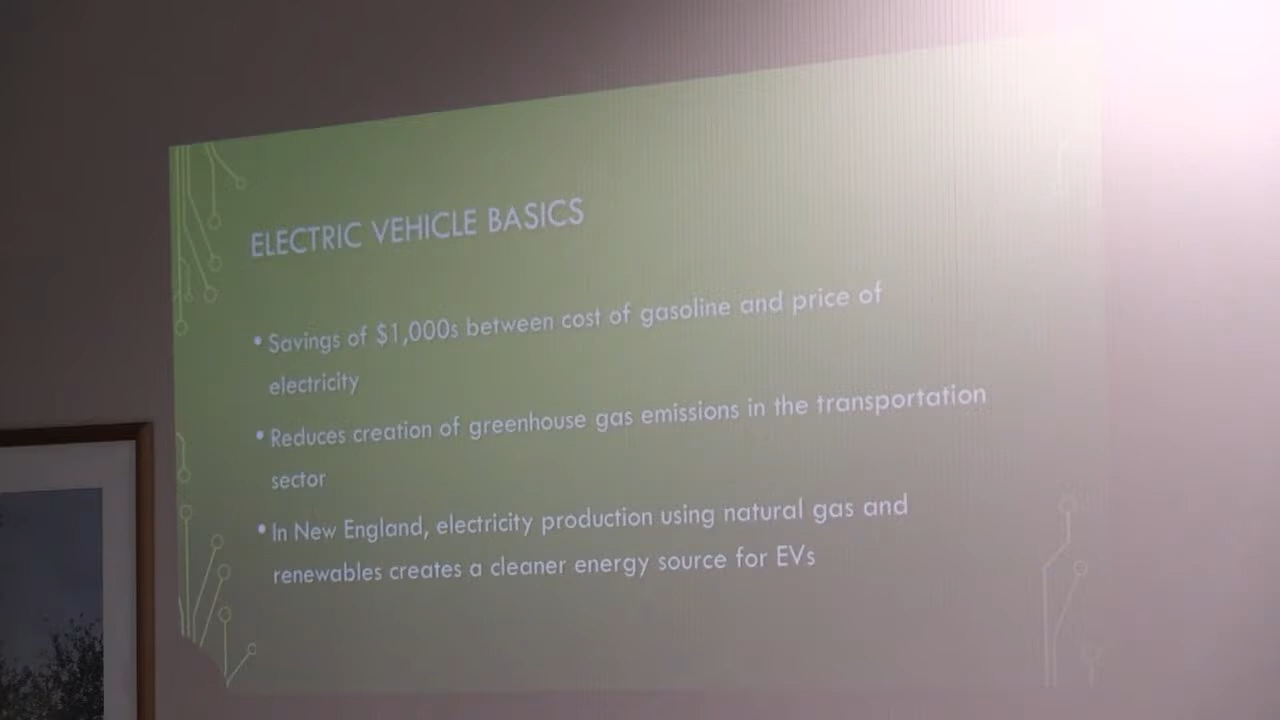 ELECTRIC VEHICLE BASICS
• Savings of $1,000s between cost of gasoline and price of
electricity
• Reduces creation of greenhouse gas emissions in the transportation
sector
• In New England, electricity production using natural gas and
renewables creates a cleaner energy source for EVs